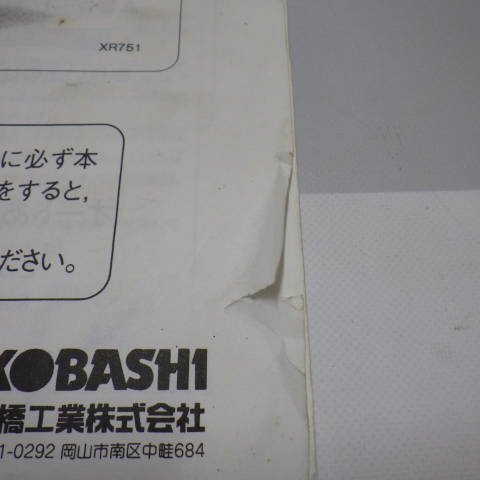 XR751
に必ず本
をすると,
ださい。
KOBASHI
橋工業株式会社
1-0292 岡山市南区中畦684